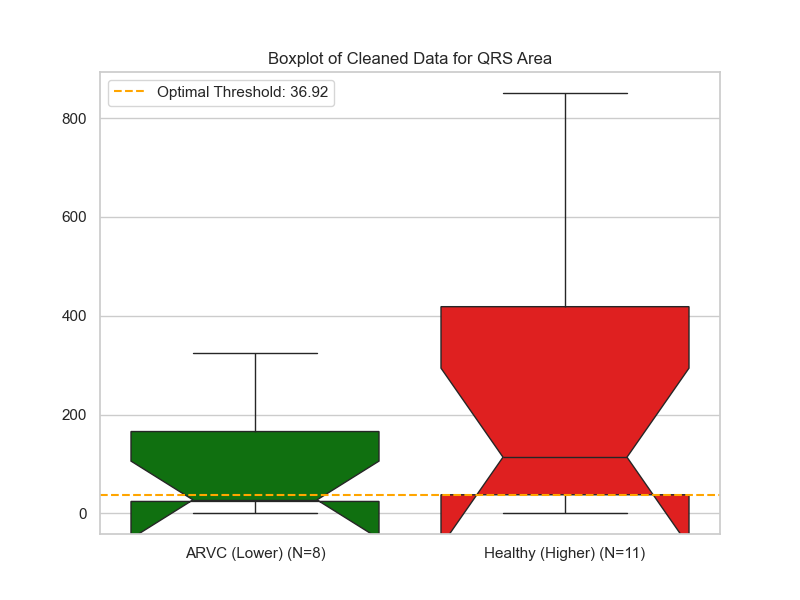 Boxplot of Cleaned Data for QRS Area
Optimal Threshold: 36.92
800
600
400
200
0
ARVC (Lower) (N=8)
Healthy (Higher) (N=11)